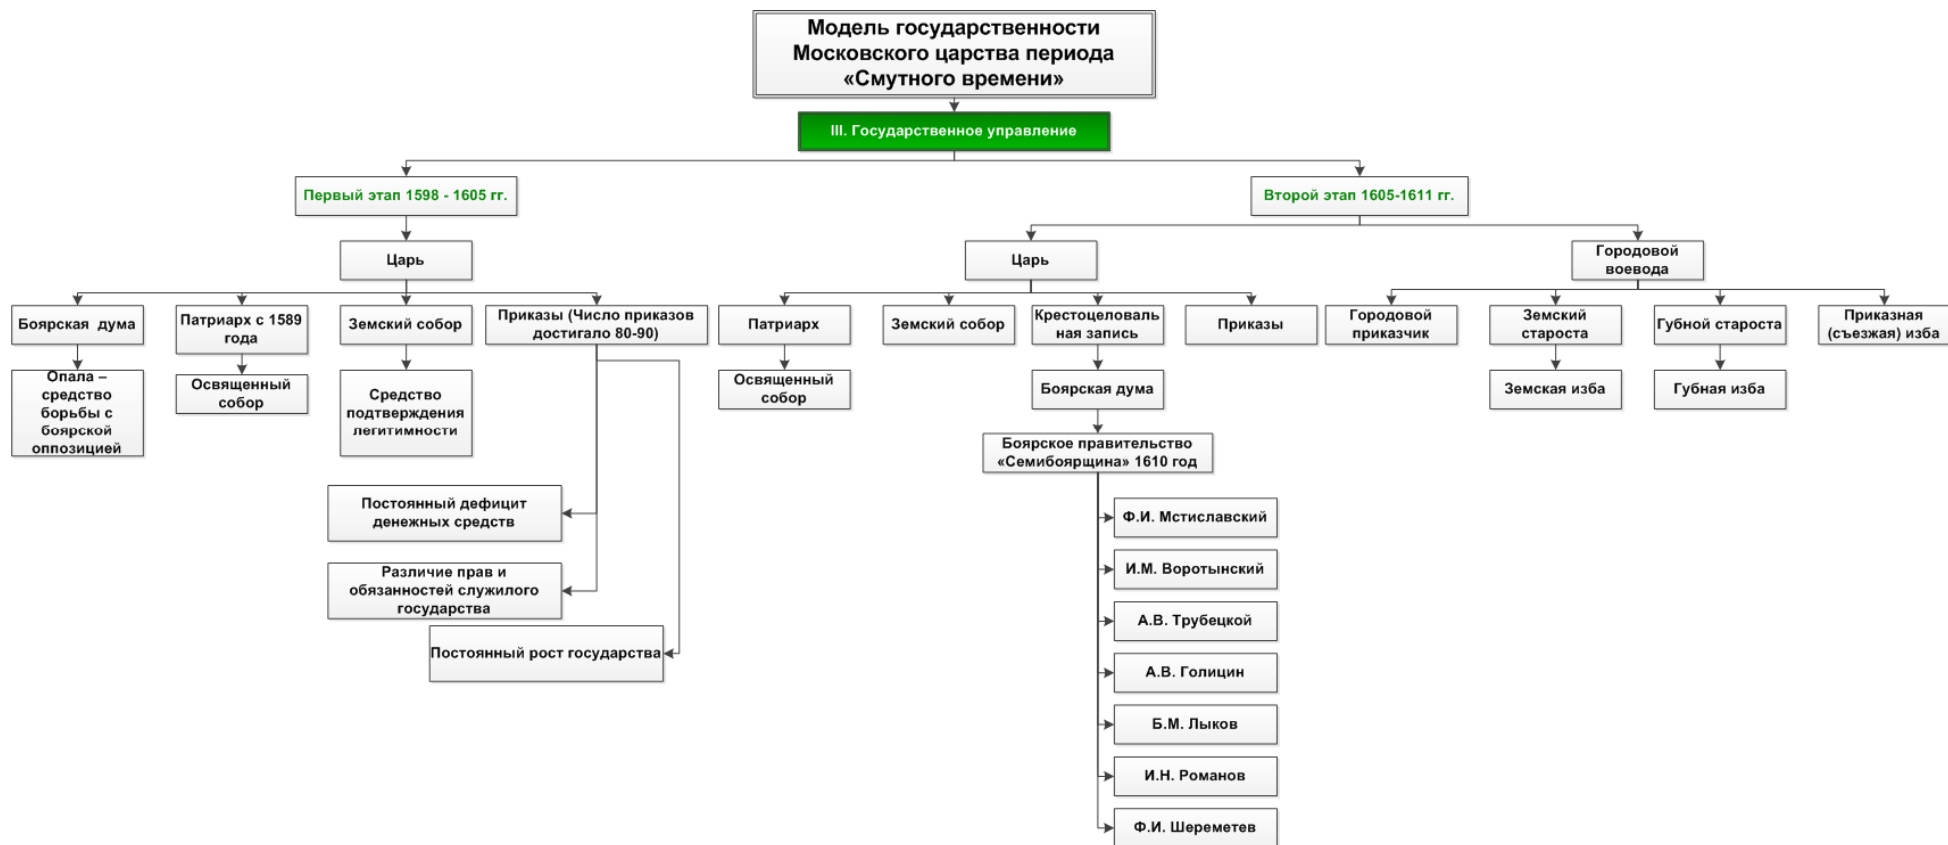 Модель государственности
Московского царства периода
«Смутного времени»
III. Государственное управление
Первый этап 1598 - 1605 гг.
Второй этап 1605-1611 гг.
Царь
Царь
Городовой
воевода
Боярская дума
Патриарх с 1589
года
Земский собор
Приказы (Число приказов
достигало 80-90)
Патриарх
Земский собор
Крестоцеловаль
ная запись
Приказы
Городовой
приказчик
Земский
староста
Губной староста
Приказная
(съезжая) изба
Опала –
средство
борьбы с
боярской
оппозицией
Освященный
собор
Средство
подтверждения
легитимности
Освященный
собор
Боярская дума
Земская изба
Губная изба
Боярское правительство
«Семибоярщина» 1610 год
Постоянный дефицит
денежных средств
Различие прав и
обязанностей служилого
государства
Постоянный рост государства
Ф.И. Мстиславский
И.М. Воротынский
А.В. Трубецкой
А.В. Голицин
Б.М. Лыков
И.Н. Романов
Ф.И. Шереметев